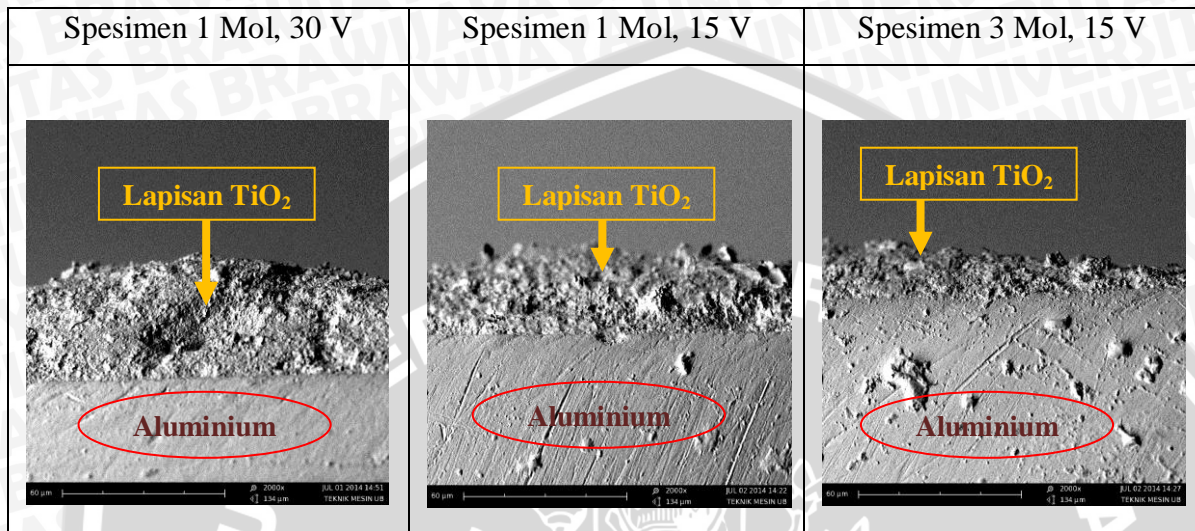 Spesimen 1 Mol, 30 V
Spesimen 1 Mol, 15 V
Spesimen 3 Mol, 15 V
Lapisan TiO₂
Aluminium
60 µm
2000x
134 µm
JUL 01 2014 14:51
TEKNIK MESIN UB
Lapisan TiO₂
Aluminium
60 µm
2000x
134 µm
JUL 02 2014 14:22
TEKNIK MESIN UB
Lapisan TiO₂
Aluminium
60 µm
2000x
134 µm
JUL 02 2014 14:27
TEKNIK MESIN UB